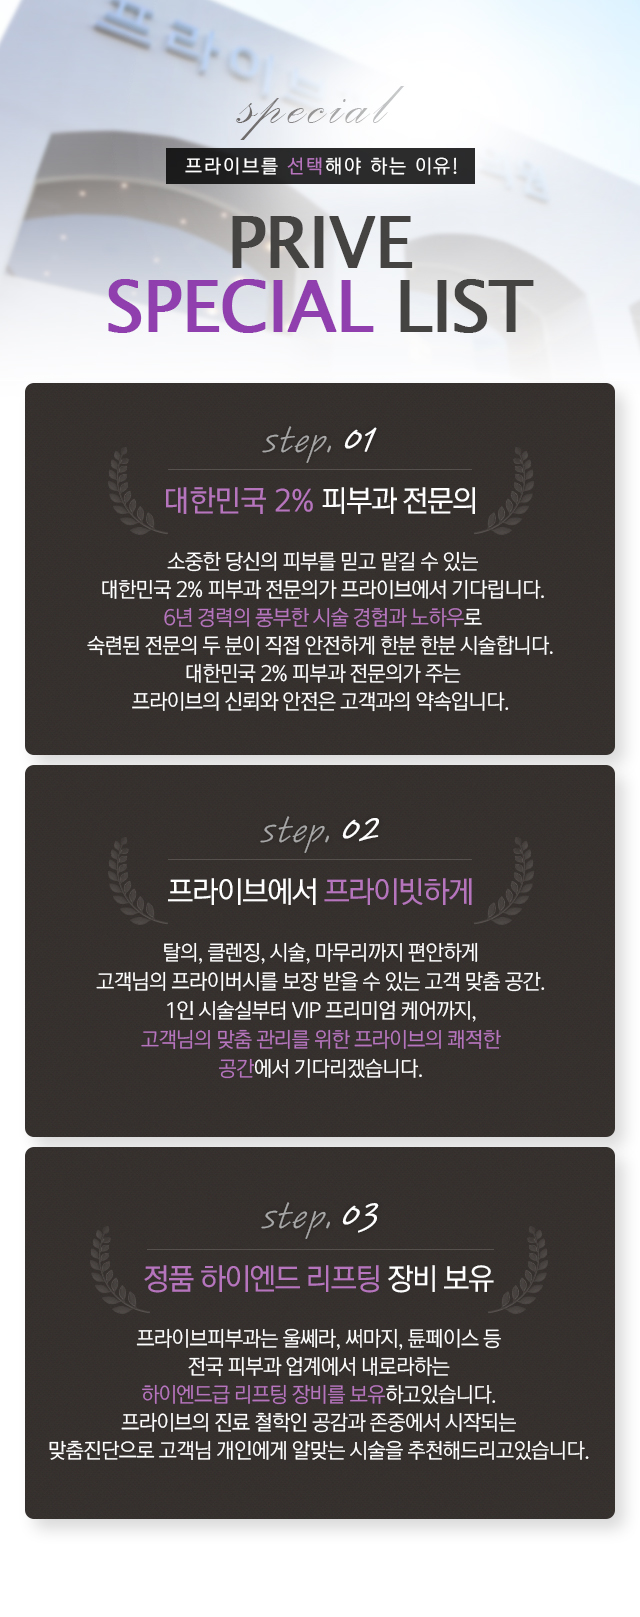 프라이브
special
프라이브를 선택해야 하는 이유!
PRIVE
SPECIAL LIST
step. 01
대한민국 2% 피부과 전문의
소중한 당신의 피부를 믿고 맡길 수 있는
대한민국 2% 피부과 전문의가 프라이브에서 기다립니다.
6년 경력의 풍부한 시술 경험과 노하우로
숙련된 전문의 두 분이 직접 안전하게 한분 한분 시술합니다.
대한민국 2% 피부과 전문의가 주는
프라이브의 신뢰와 안전은 고객과의 약속입니다.
step. 02
프라이브에서 프라이빗하게
탈의, 클렌징, 시술, 마무리까지 편안하게
고객님의 프라이버시를 보장 받을 수 있는 고객 맞춤 공간.
1인 시술실부터 VIP 프리미엄 케어까지,
고객님의 맞춤 관리를 위한 프라이브의 쾌적한
공간에서 기다리겠습니다.
step. 03
정품 하이엔드 리프팅 장비 보유
프라이브피부과는 울쎄라, 써마지, 튠페이스 등
전국 피부과 업계에서 내로라하는
하이엔드급 리프팅 장비를 보유하고있습니다.
프라이브의 진료 철학인 공감과 존중에서 시작되는
맞춤진단으로 고객님 개인에게 알맞는 시술을 추천해드리고있습니다.